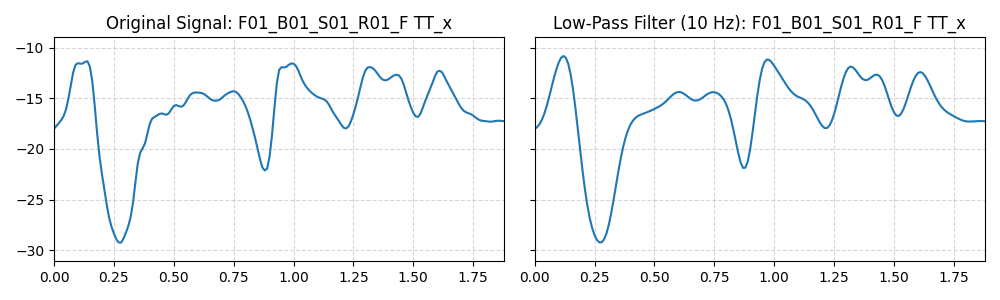 Original Signal: F01_B01_S01_R01_F TT_x
Low-Pass Filter (10 Hz): F01_B01_S01_R01_F TT_x
−10
−15
−20
−25
−30
0.00 0.25 0.50 0.75 1.00 1.25 1.50 1.75
0.00 0.25 0.50 0.75 1.00 1.25 1.50 1.75